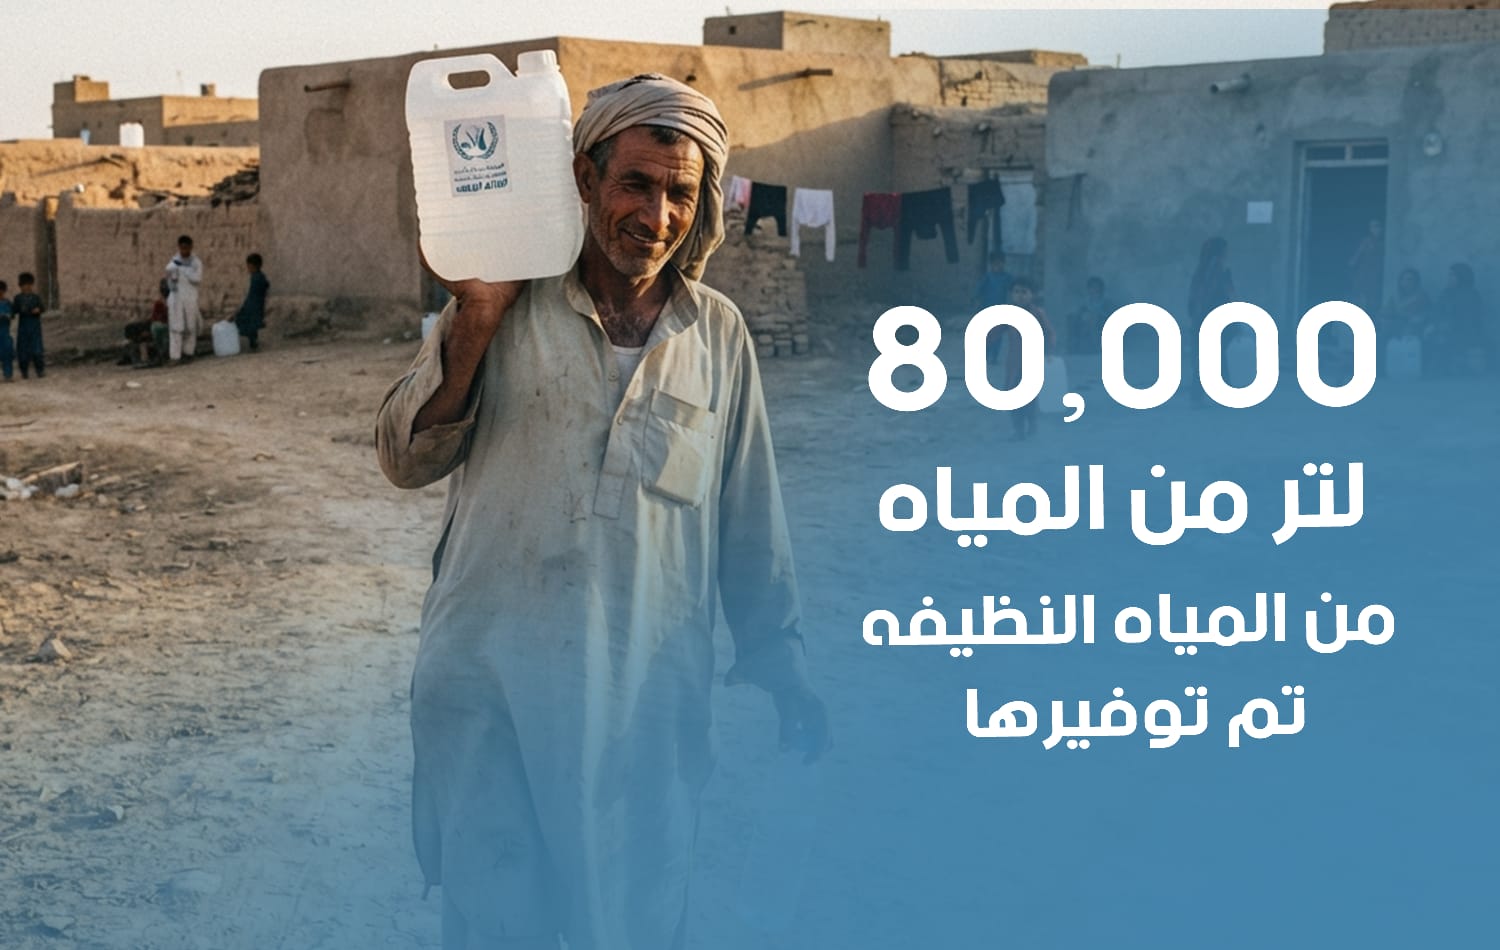 80,000
لتر من المياه
من المياه النظيفه
تم توفيرها